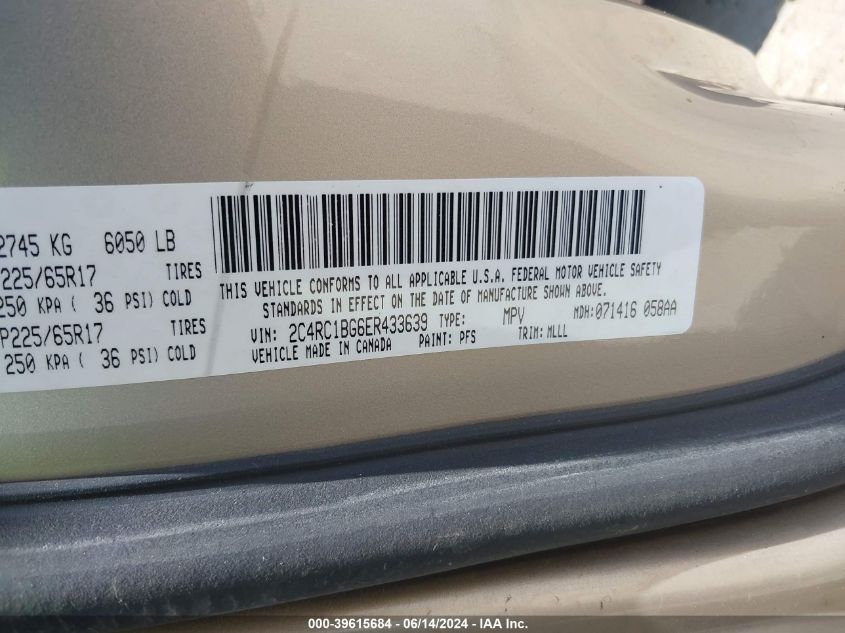 2745 KG 6050 LB
P225/65R17 TIRES
250 KPA ( 36 PSI) COLD
P225/65R17 TIRES
250 KPA ( 36 PSI) COLD
THIS VEHICLE CONFORMS TO ALL APPLICABLE U.S.A. FEDERAL MOTOR VEHICLE SAFETY
STANDARDS IN EFFECT ON THE DATE OF MANUFACTURE SHOWN ABOVE.
VIN: 2C4RC1BG6ER433639 TYPE: MPV MDH: 071416 058AA
VEHICLE MADE IN CANADA PAINT: PFS TRIM: MLLL
000-39615684 / 06/14/2024 - IAA Inc.